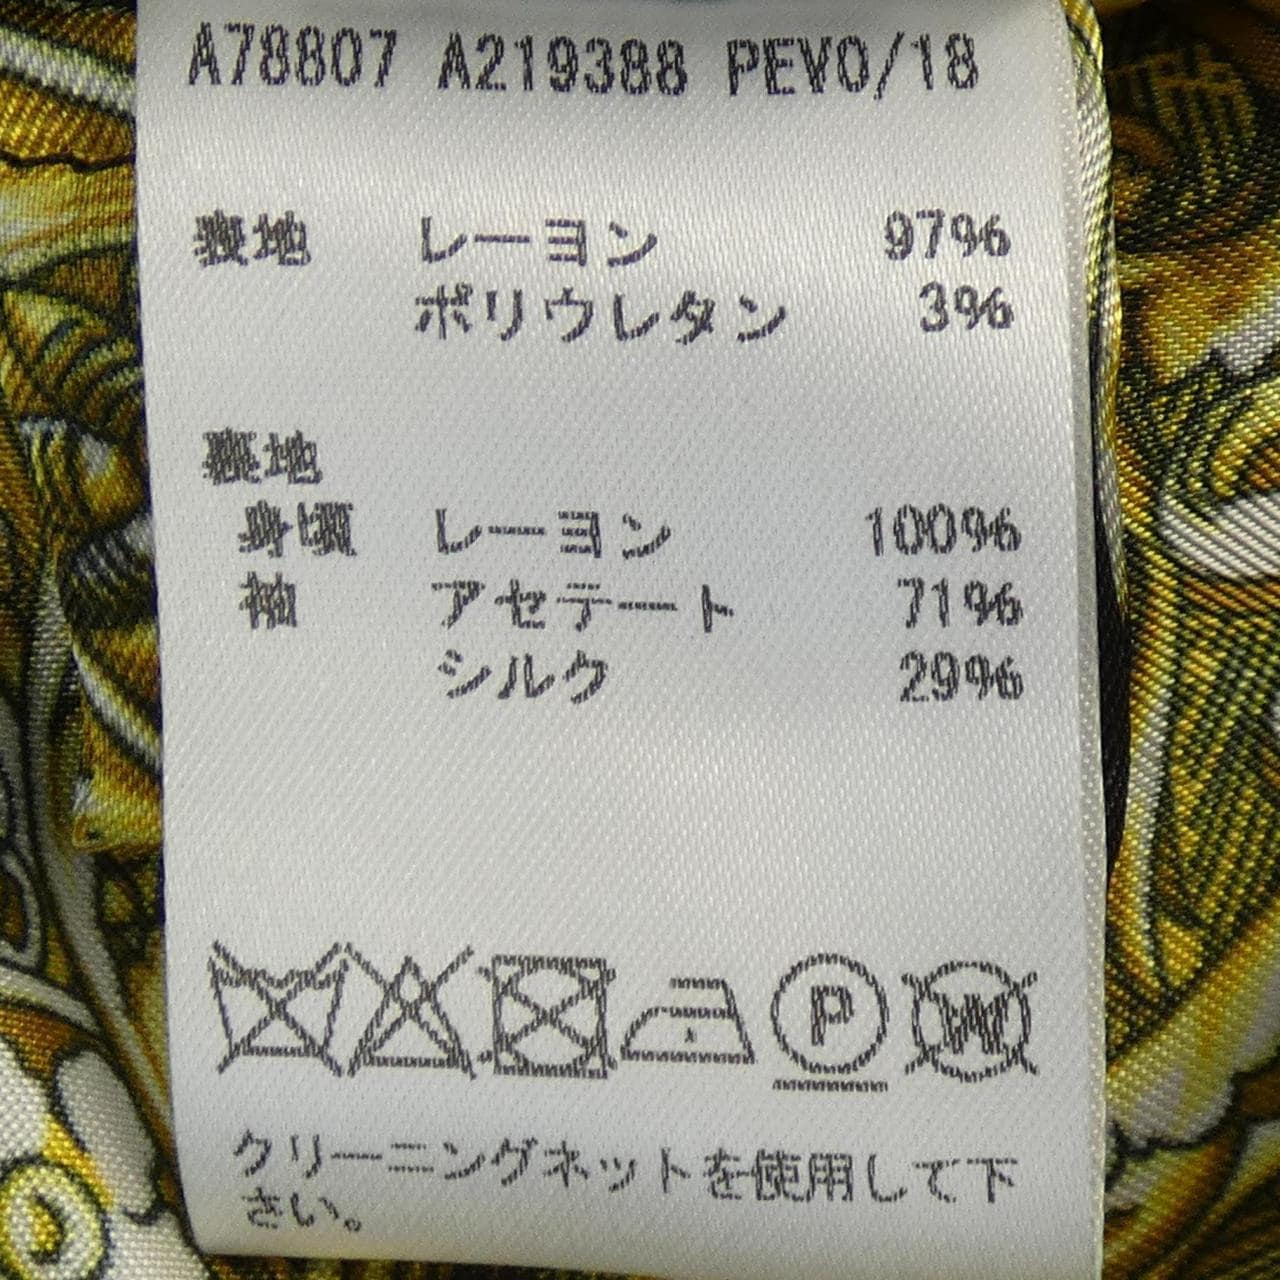 A78807 A219388 PEVO/18
表地 レーヨン 97%
ポリウレタン 3%
裏地
身頃 レーヨン 100%
袖 アセテート 71%
シルク 29%
P W
クリーニングネットを使用して下
さい。